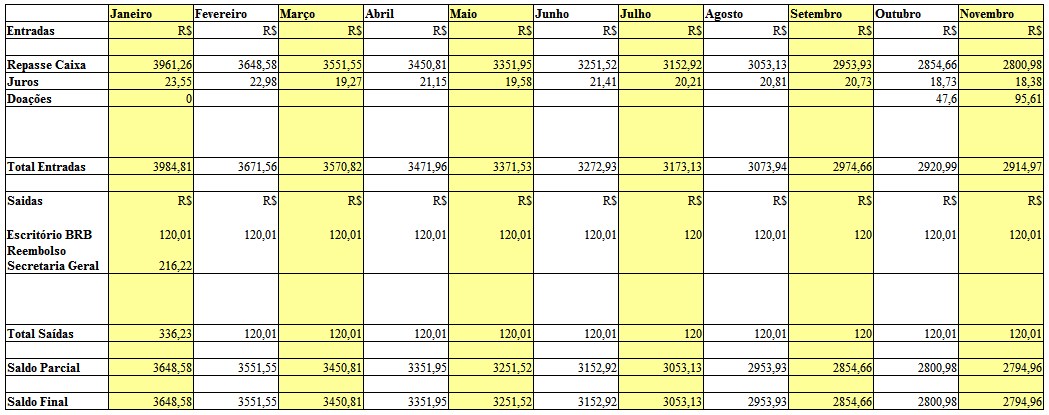 Janeiro Fevereiro Março Abril Maio Junho Julho Agosto Setembro Outubro Novembro
Entradas R$ R$ R$ R$ R$ R$ R$ R$ R$ R$ R$
Repasse Caixa 3961,26 3648,58 3551,55 3450,81 3351,95 3251,52 3152,92 3053,13 2953,93 2854,66 2800,98
Juros 23,55 22,98 19,27 21,15 19,58 21,41 20,21 20,81 20,73 18,73 18,38
Doações 0 47,6 95,61
Total Entradas 3984,81 3671,56 3570,82 3471,96 3371,53 3272,93 3173,13 3073,94 2974,66 2920,99 2914,97
Saídas R$ R$ R$ R$ R$ R$ R$ R$ R$ R$ R$
Escritório BRB 120,01 120,01 120,01 120,01 120,01 120,01 120 120,01 120 120,01 120,01
Reembolso
Secretaria Geral 216,22
Total Saídas 336,23 120,01 120,01 120,01 120,01 120,01 120 120,01 120 120,01 120,01
Saldo Parcial 3648,58 3551,55 3450,81 3351,95 3251,52 3152,92 3053,13 2953,93 2854,66 2800,98 2794,96
Saldo Final 3648,58 3551,55 3450,81 3351,95 3251,52 3152,92 3053,13 2953,93 2854,66 2800,98 2794,96